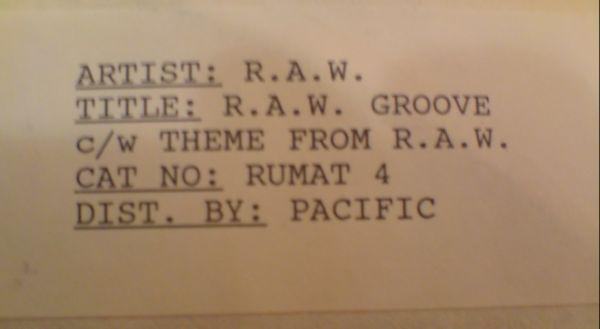 ARTIST: R.A.W.
TITLE: R.A.W. GROOVE
c/w THEME FROM R.A.W.
CAT NO: RUMAT 4
DIST. BY: PACIFIC